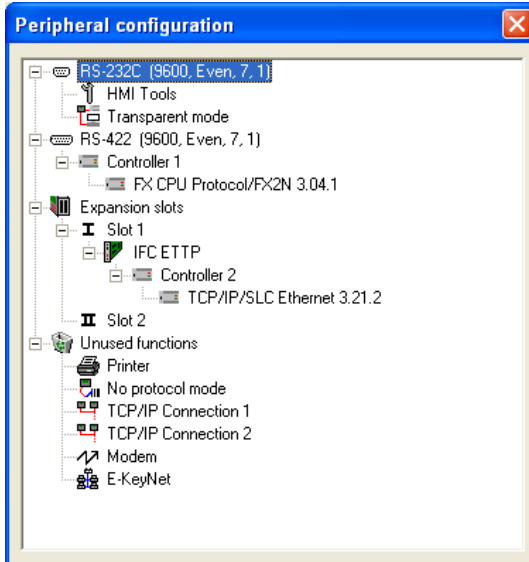 Peripheral configuration
RS-232C (9600, Even, 7, 1)
HMI Tools
Transparent mode
RS-422 (9600, Even, 7, 1)
Controller 1
FX CPU Protocol/FX2N 3.04.1
Expansion slots
I Slot 1
IFC ETTP
Controller 2
TCP/IP/SLC Ethernet 3.21.2
II Slot 2
Unused functions
Printer
No protocol mode
TCP/IP Connection 1
TCP/IP Connection 2
Modem
E-KeyNet